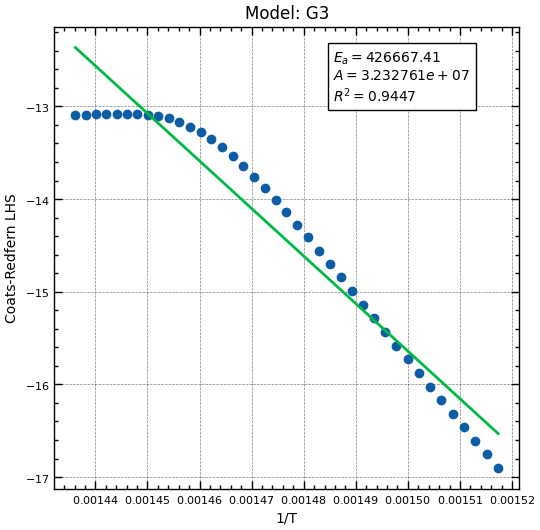 Model: G3
E_a = 426667.41
A = 3.232761e + 07
R^2 = 0.9447
−13
−14
−15
−16
−17
Coats-Redfern LHS
0.00144 0.00145 0.00146 0.00147 0.00148 0.00149 0.00150 0.00151 0.00152
1/T